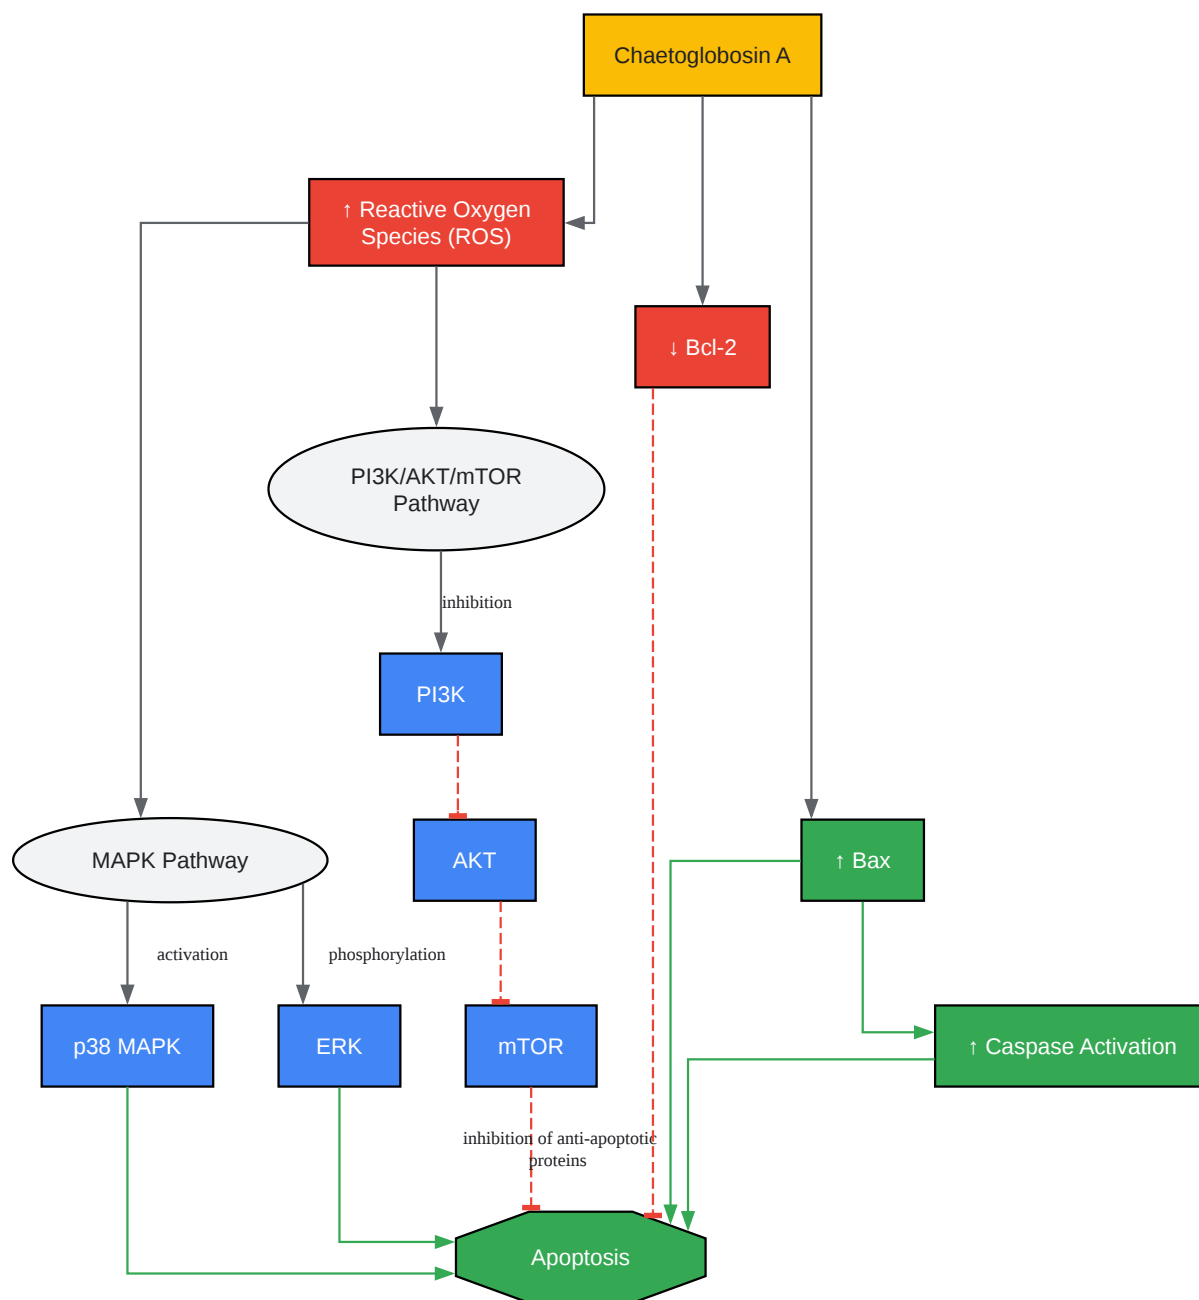 Chaetoglobosin A
↑ Reactive Oxygen
Species (ROS)
↓ Bcl-2
PI3K/AKT/mTOR
Pathway
inhibition
PI3K
MAPK Pathway
AKT
↑ Bax
activation
phosphorylation
p38 MAPK
ERK
mTOR
↑ Caspase Activation
inhibition of anti-apoptotic
proteins
Apoptosis